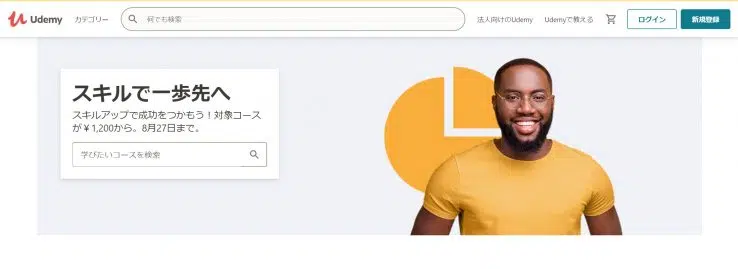 Udemy
カテゴリー
何でも検索
法人向けのUdemy
Udemyで教える
ログイン
新規登録
スキルで一歩先へ
スキルアップで成功をつかもう！対象コース
が￥1,200から。8月27日まで。
学びたいコースを検索